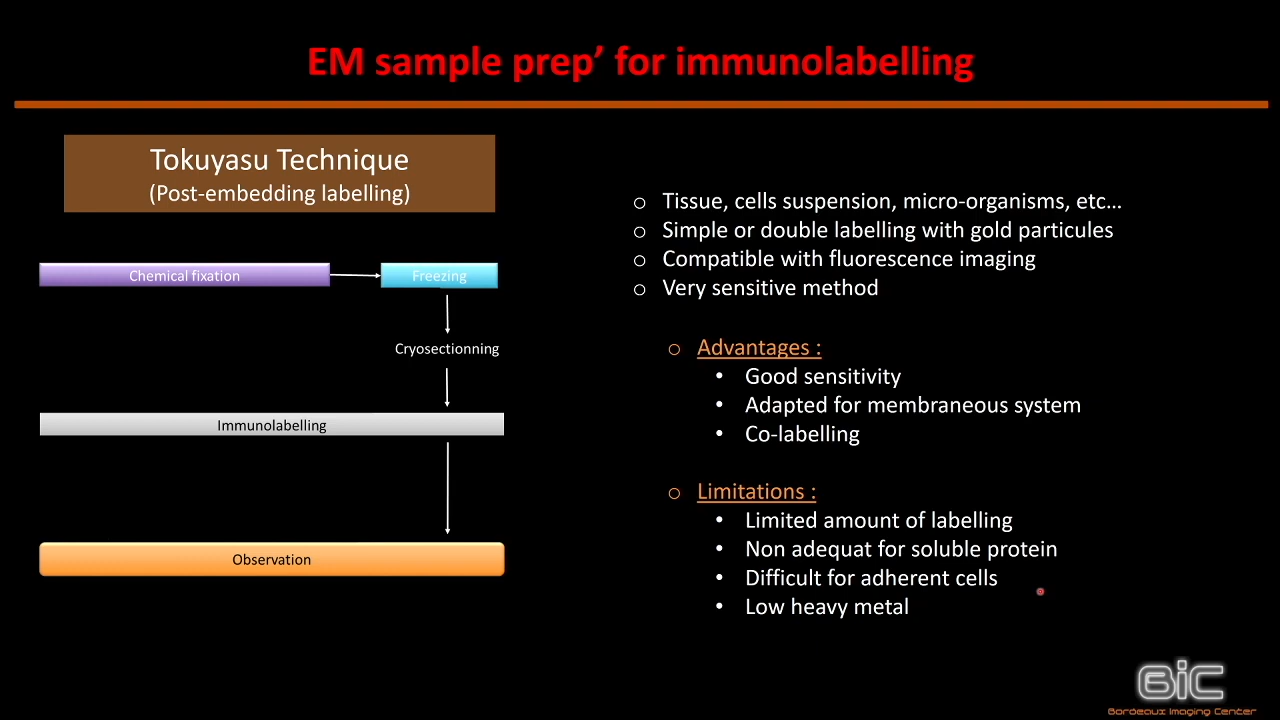 EM sample prep’ for immunolabelling
Tokuyasu Technique
(Post-embedding labelling)
Chemical fixation
Freezing
Cryosectionning
Immunolabelling
Observation
Tissue, cells suspension, micro-organisms, etc…
Simple or double labelling with gold particules
Compatible with fluorescence imaging
Very sensitive method
Advantages :
Good sensitivity
Adapted for membraneous system
Co-labelling
Limitations :
Limited amount of labelling
Non adequat for soluble protein
Difficult for adherent cells
Low heavy metal
BIC
Bordeaux Imaging Center